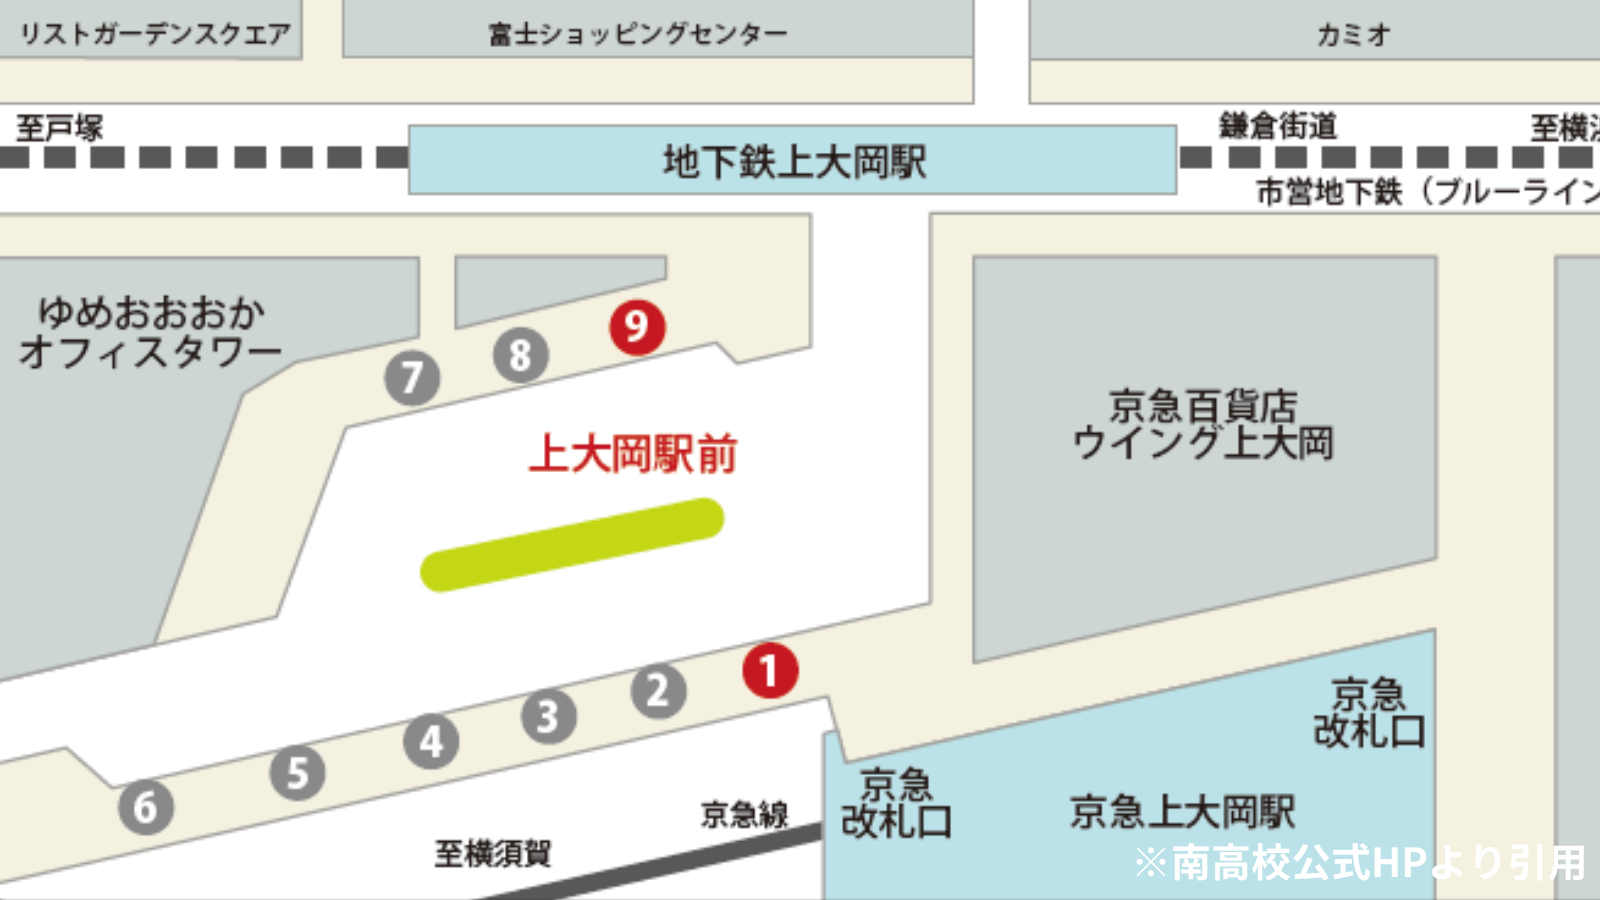 リストガーデンスクエア
富士ショッピングセンター
カミオ
至戸塚
鎌倉街道
至横浜
地下鉄上大岡駅
市営地下鉄（ブルーライン
ゆめおおおか
オフィスタワー
9
8
7
京急百貨店
ウイング上大岡
上大岡駅前
1
2
3
4
5
6
京急
改札口
京急
改札口
京急上大岡駅
京急線
至横須賀
※南高校公式HPより引用